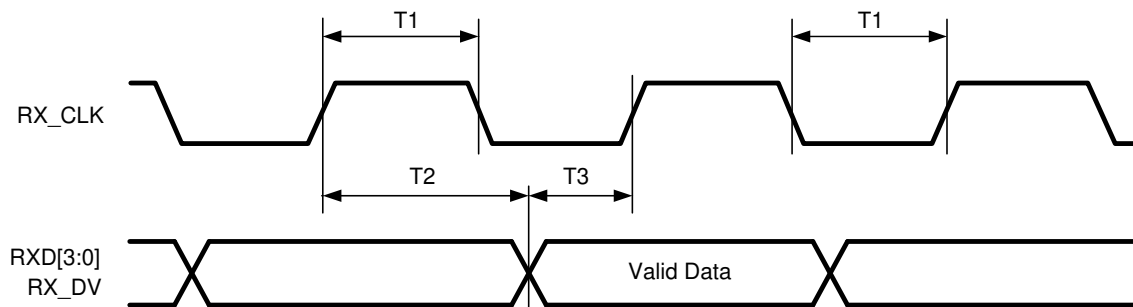 T1 T1
RX_CLK
T2 T3
RXD[3:0]
RX_DV
Valid Data